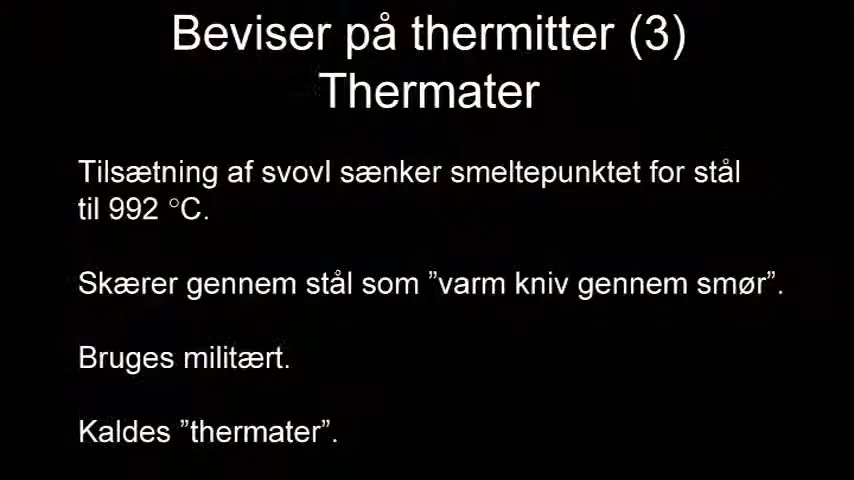 Beviser på thermitter (3)
Thermater
Tilsætning af svovl sænker smeltepunktet for stål
til 992 °C.
Skærer gennem stål som ”varm kniv gennem smør”.
Bruges militært.
Kaldes ”thermater”.